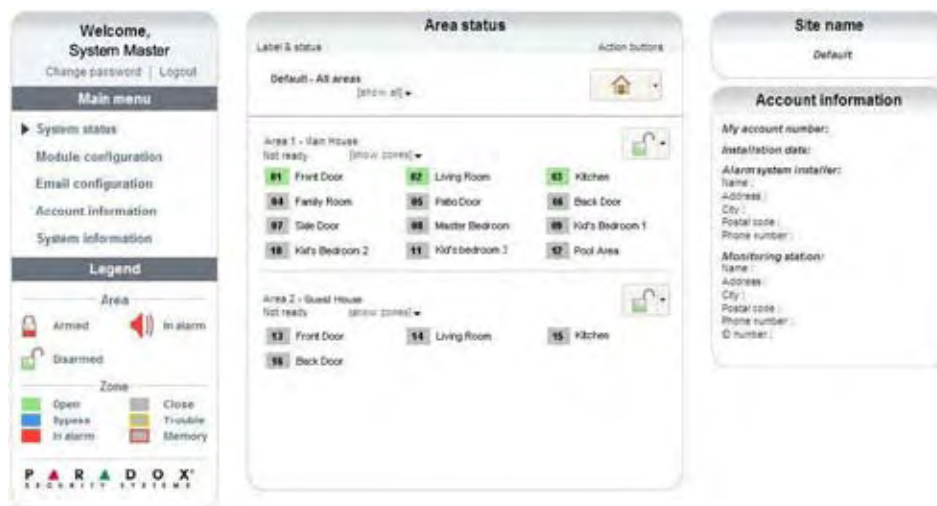 Welcome,
System Master
Change password | Logout
Main menu
System status
Module configuration
Email configuration
Account information
System information
Legend
Area
Armed
In alarm
Disarmed
Zone
Open
Close
Bypass
Trouble
In alarm
Memory
PARADOX
SECURITY SYSTEMS
Area status
Label & status
Action buttons
Default - All areas
[show all]
Area 1 - Main House
Not ready [show zones]
01 Front Door
02 Living Room
03 Kitchen
04 Family Room
05 Patio Door
06 Back Door
07 Side Door
08 Master Bedroom
09 Kid's Bedroom 1
10 Kid's Bedroom 2
11 Kid's bedroom 3
12 Pool Area
Area 2 - Guest House
Not ready [show zones]
13 Front Door
14 Living Room
15 Kitchen
16 Back Door
Site name
Default
Account information
My account number:
Installation date:
Alarm system installer:
Name :
Address :
City :
Postal code :
Phone number :
Monitoring station:
Name :
Address :
City :
Postal code :
Phone number :
ID number :